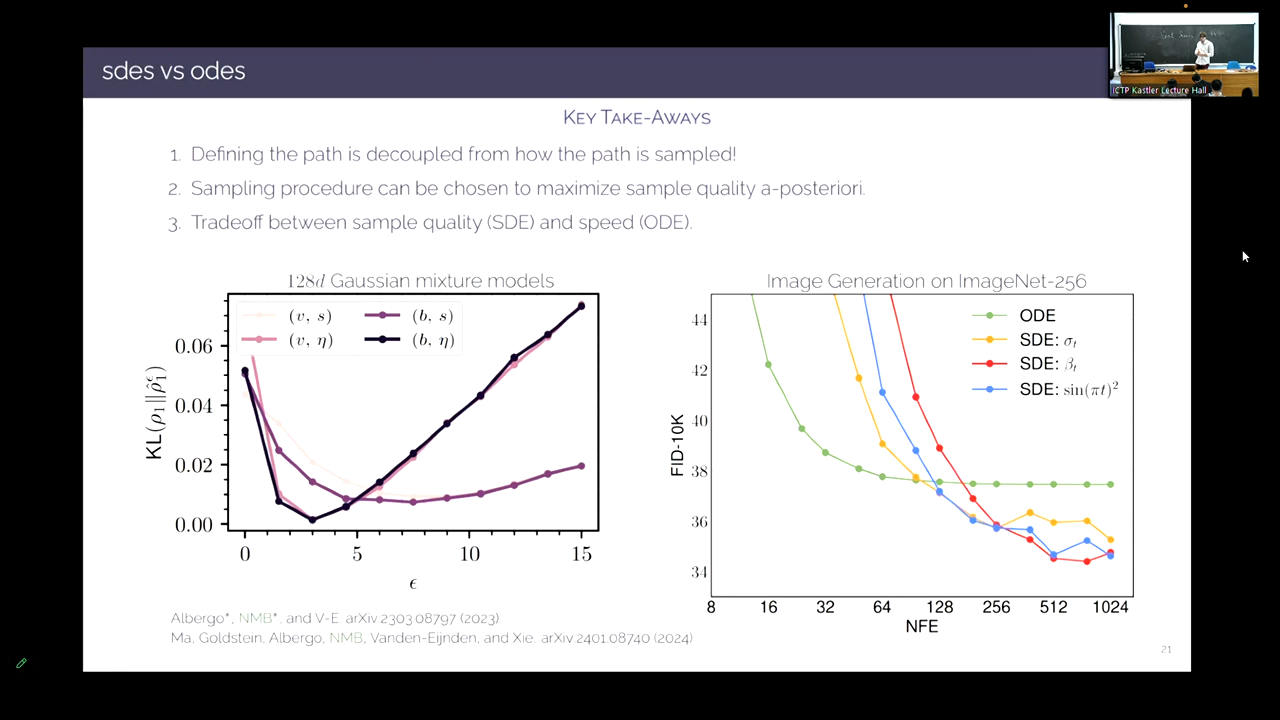 sdes vs odes
ICTP Kastler Lecture Hall
Key Take-Aways
1. Defining the path is decoupled from how the path is sampled!
2. Sampling procedure can be chosen to maximize sample quality a-posteriori.
3. Tradeoff between sample quality (SDE) and speed (ODE).
128d Gaussian mixture models
(v, s) (b, s)
(v, η) (b, η)
KL(ρ₁||ρ̂₁^ϵ)
0.06
0.04
0.02
0.00
0 5 10 15
ϵ
Image Generation on ImageNet-256
ODE
SDE: σₜ
SDE: βₜ
SDE: sin(πt)²
FID-10K
44
42
40
38
36
34
8 16 32 64 128 256 512 1024
NFE
Albergo*, NMB*, and V-E. arXiv.2303.08797 (2023)
Ma, Goldstein, Albergo, NMB, Vanden-Eijnden, and Xie. arXiv.2401.08740 (2024)
21